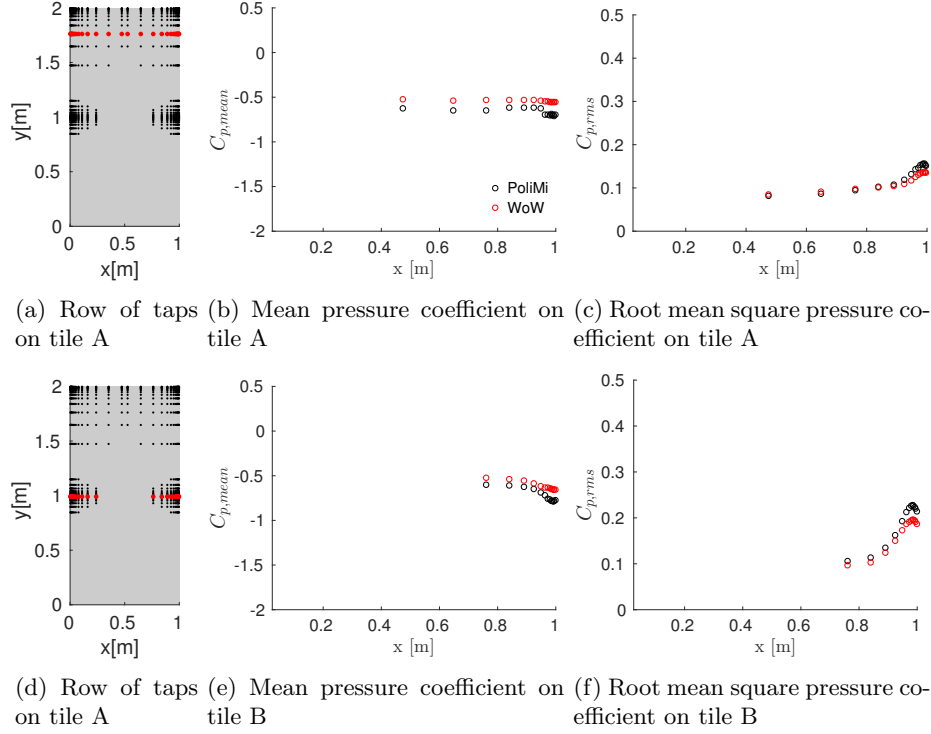 2
1.5
1
0.5
0
y[m]
0 0.5 1
x[m]
0.5
0
-0.5
-1
-1.5
-2
C_{p,mean}
PoliMi
WoW
0.2 0.4 0.6 0.8 1
x [m]
0.5
0.4
0.3
0.2
0.1
0
C_{p,rms}
0.2 0.4 0.6 0.8 1
x [m]
(a) Row of taps
on tile A
(b) Mean pressure coefficient on
tile A
(c) Root mean square pressure co-
efficient on tile A
2
1.5
1
0.5
0
y[m]
0 0.5 1
x[m]
0.5
0
-0.5
-1
-1.5
-2
C_{p,mean}
0.2 0.4 0.6 0.8 1
x [m]
0.5
0.4
0.3
0.2
0.1
0
C_{p,rms}
0.2 0.4 0.6 0.8 1
x [m]
(d) Row of taps
on tile A
(e) Mean pressure coefficient on
tile B
(f) Root mean square pressure co-
efficient on tile B